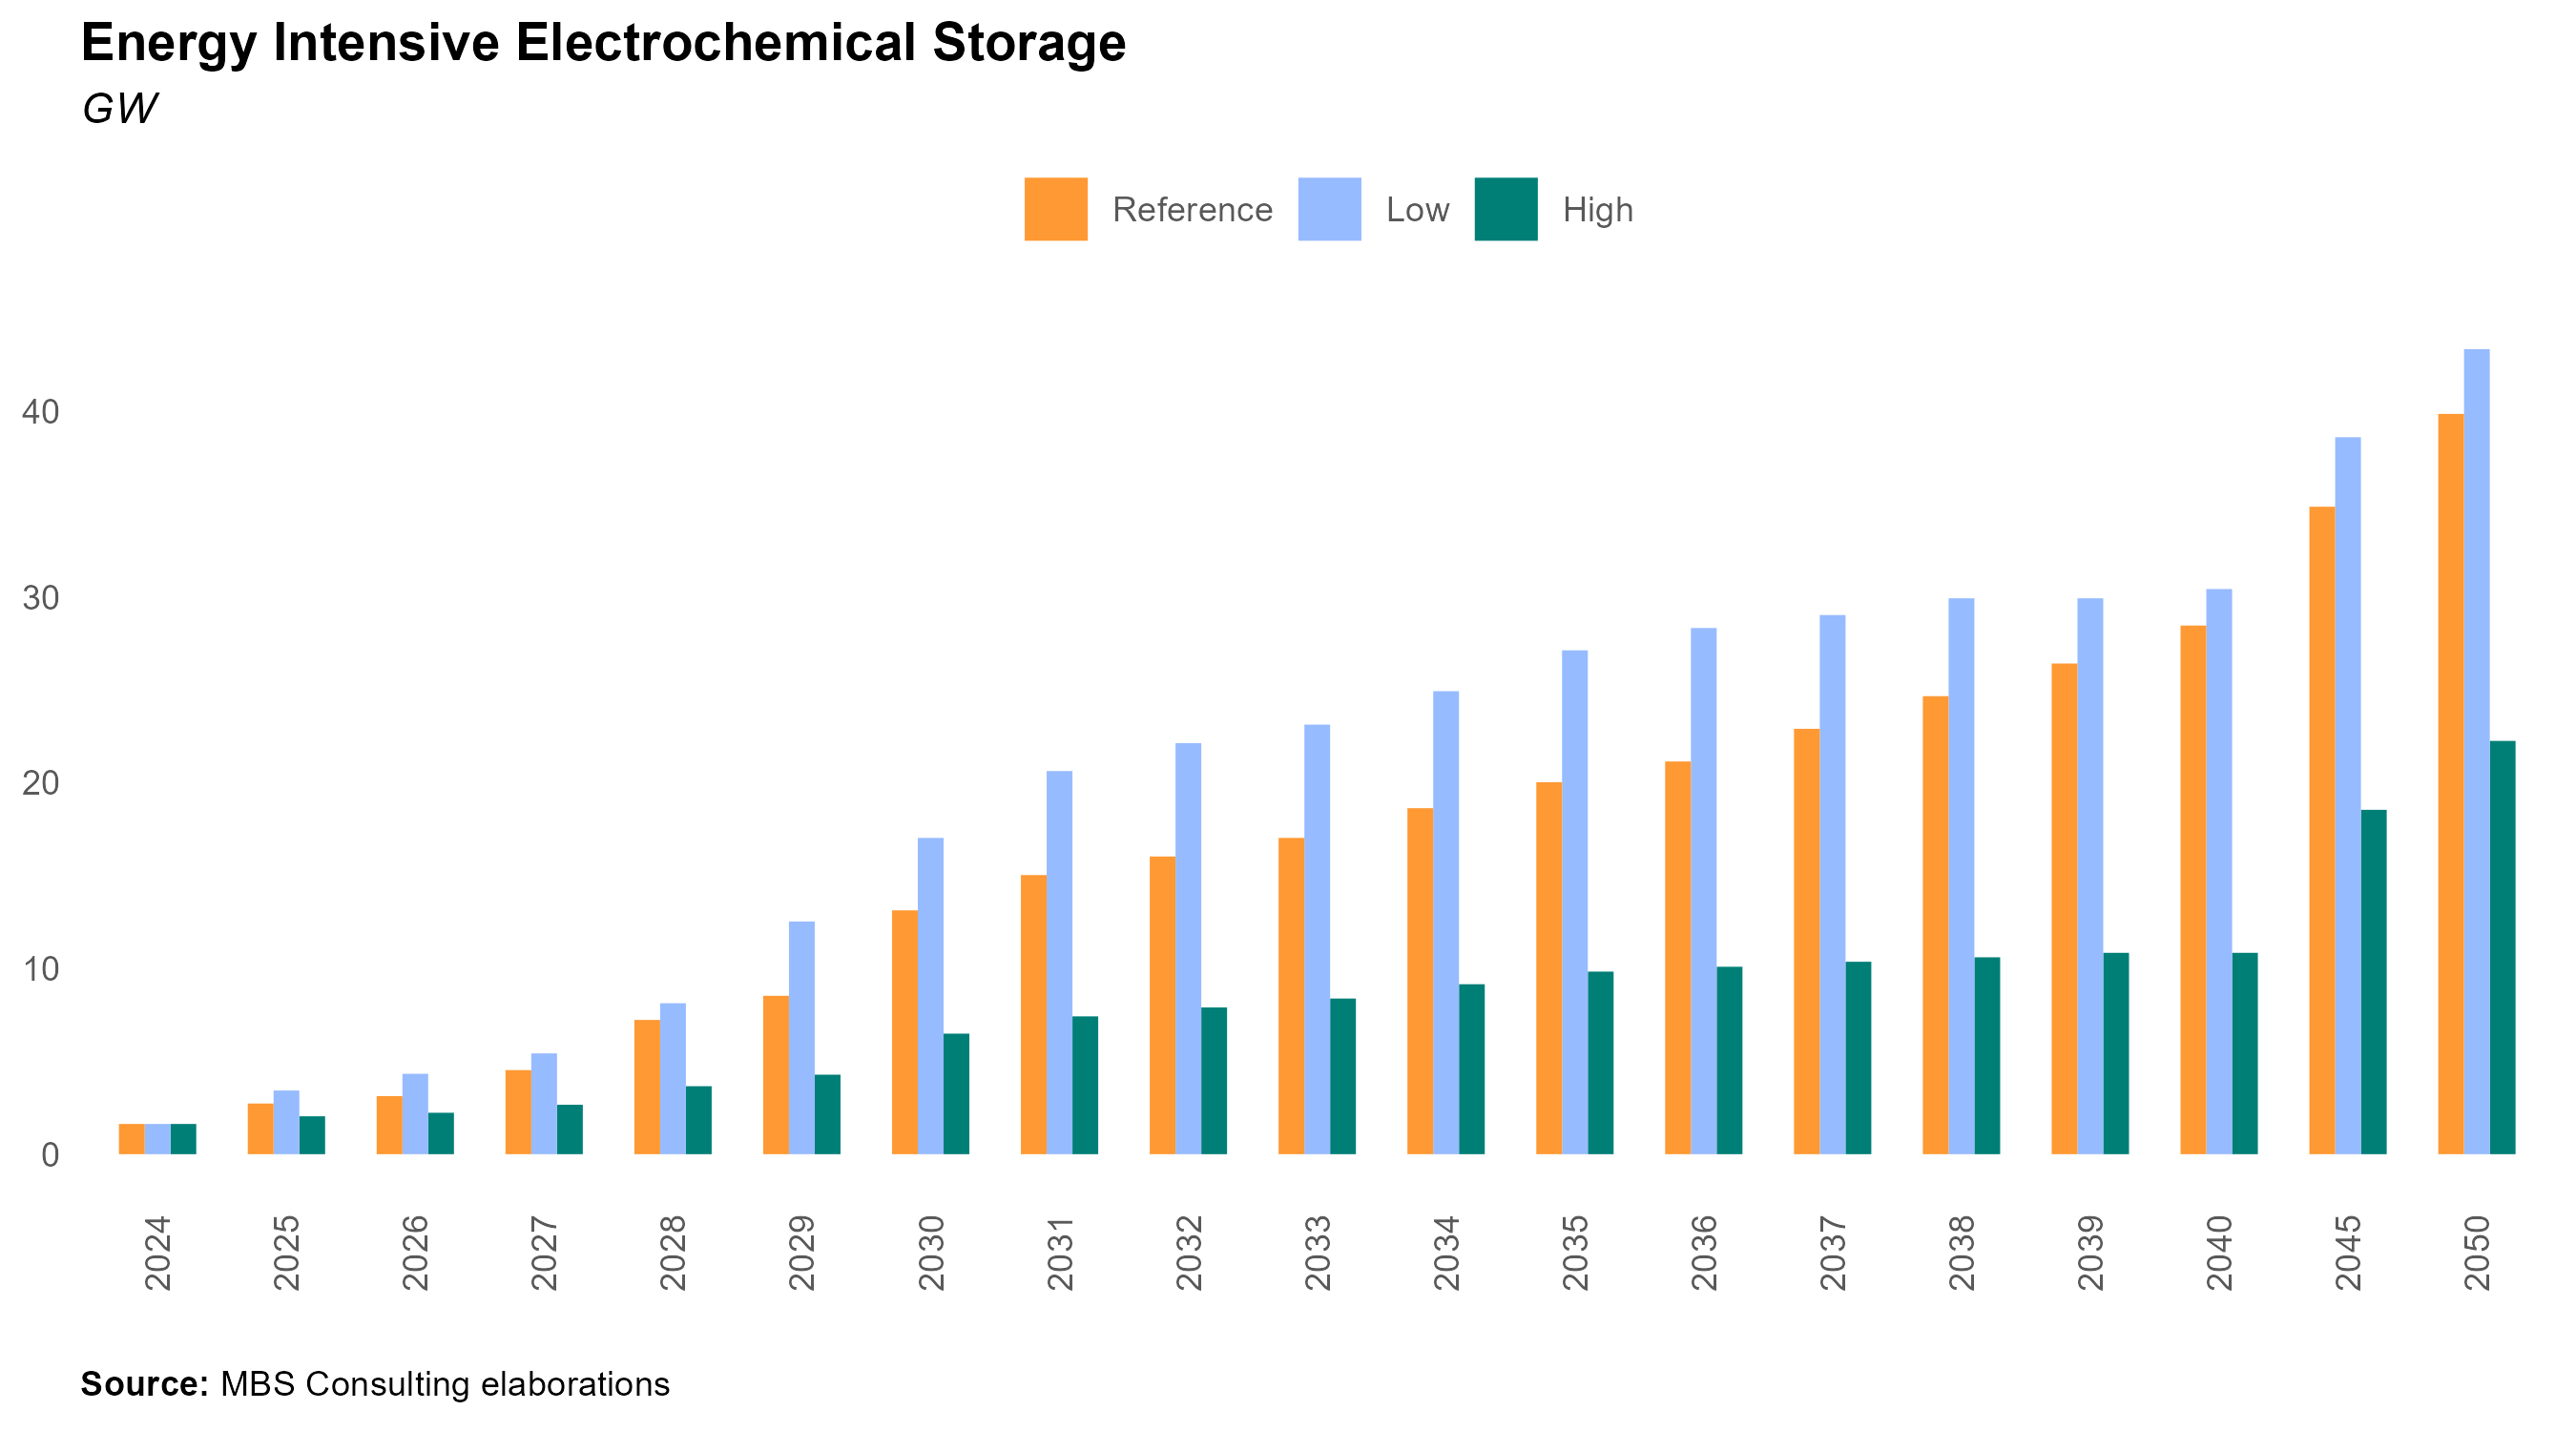 Energy Intensive Electrochemical Storage
GW
Reference Low High
40
30
20
10
0
2024 2025 2026 2027 2028 2029 2030 2031 2032 2033 2034 2035 2036 2037 2038 2039 2040 2045 2050
Source: MBS Consulting elaborations